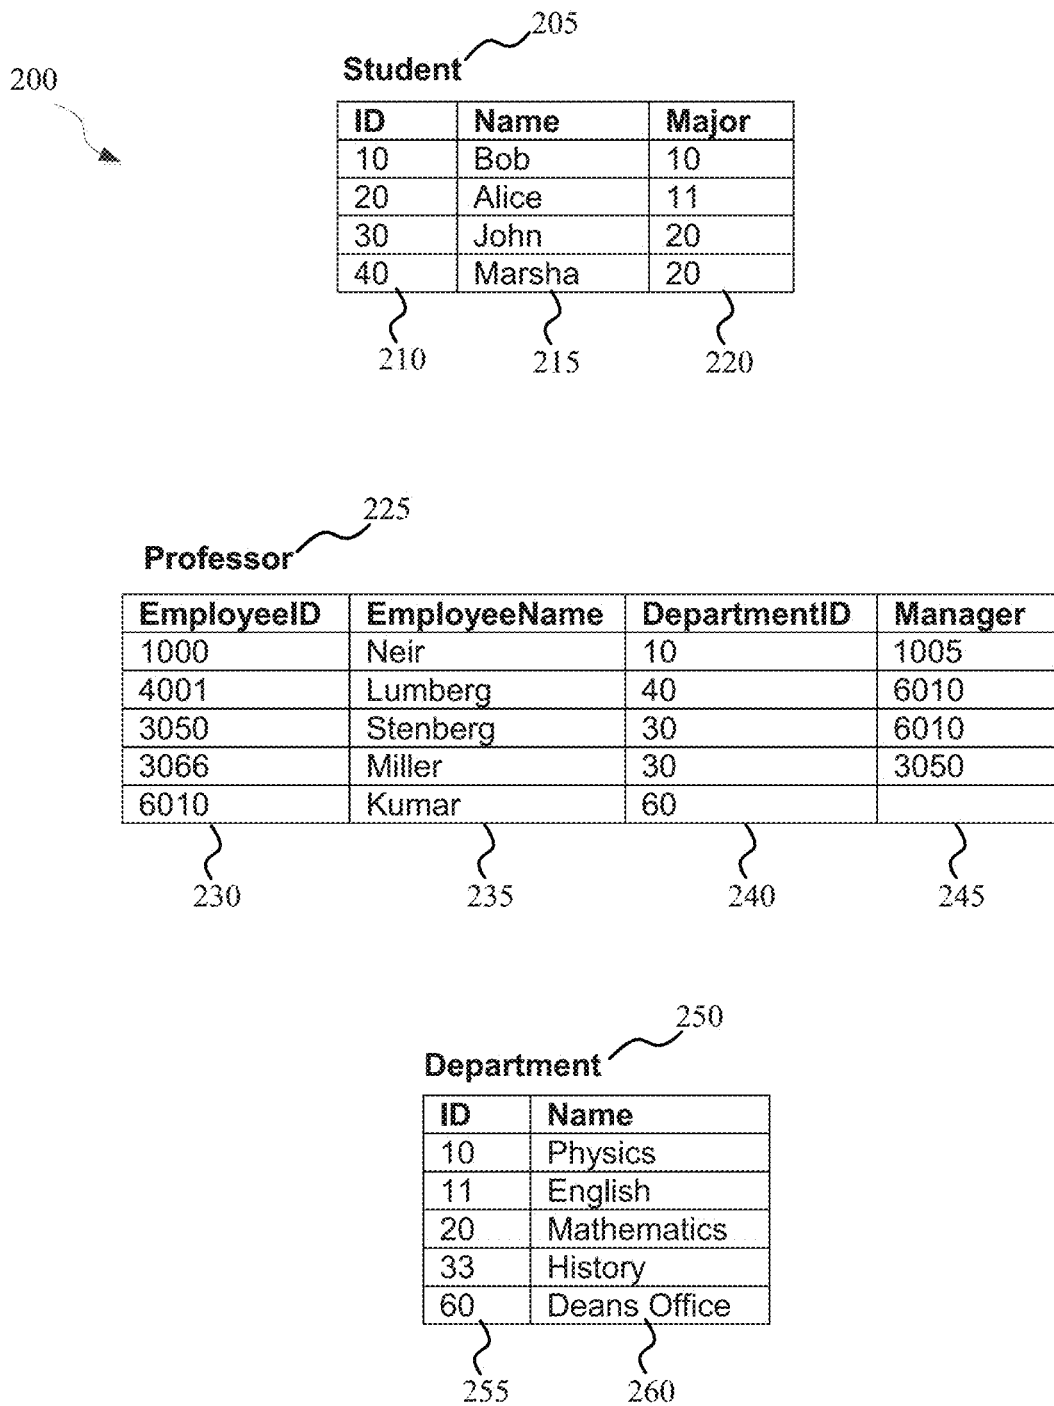 205
Student
200
ID Name Major
10 Bob 10
20 Alice 11
30 John 20
40 Marsha 20
210 215 220
225
Professor
EmployeeID EmployeeName DepartmentID Manager
1000 Neir 10 1005
4001 Lumberg 40 6010
3050 Stenberg 30 6010
3066 Miller 30 3050
6010 Kumar 60
230 235 240 245
250
Department
ID Name
10 Physics
11 English
20 Mathematics
33 History
60 Deans Office
255 260